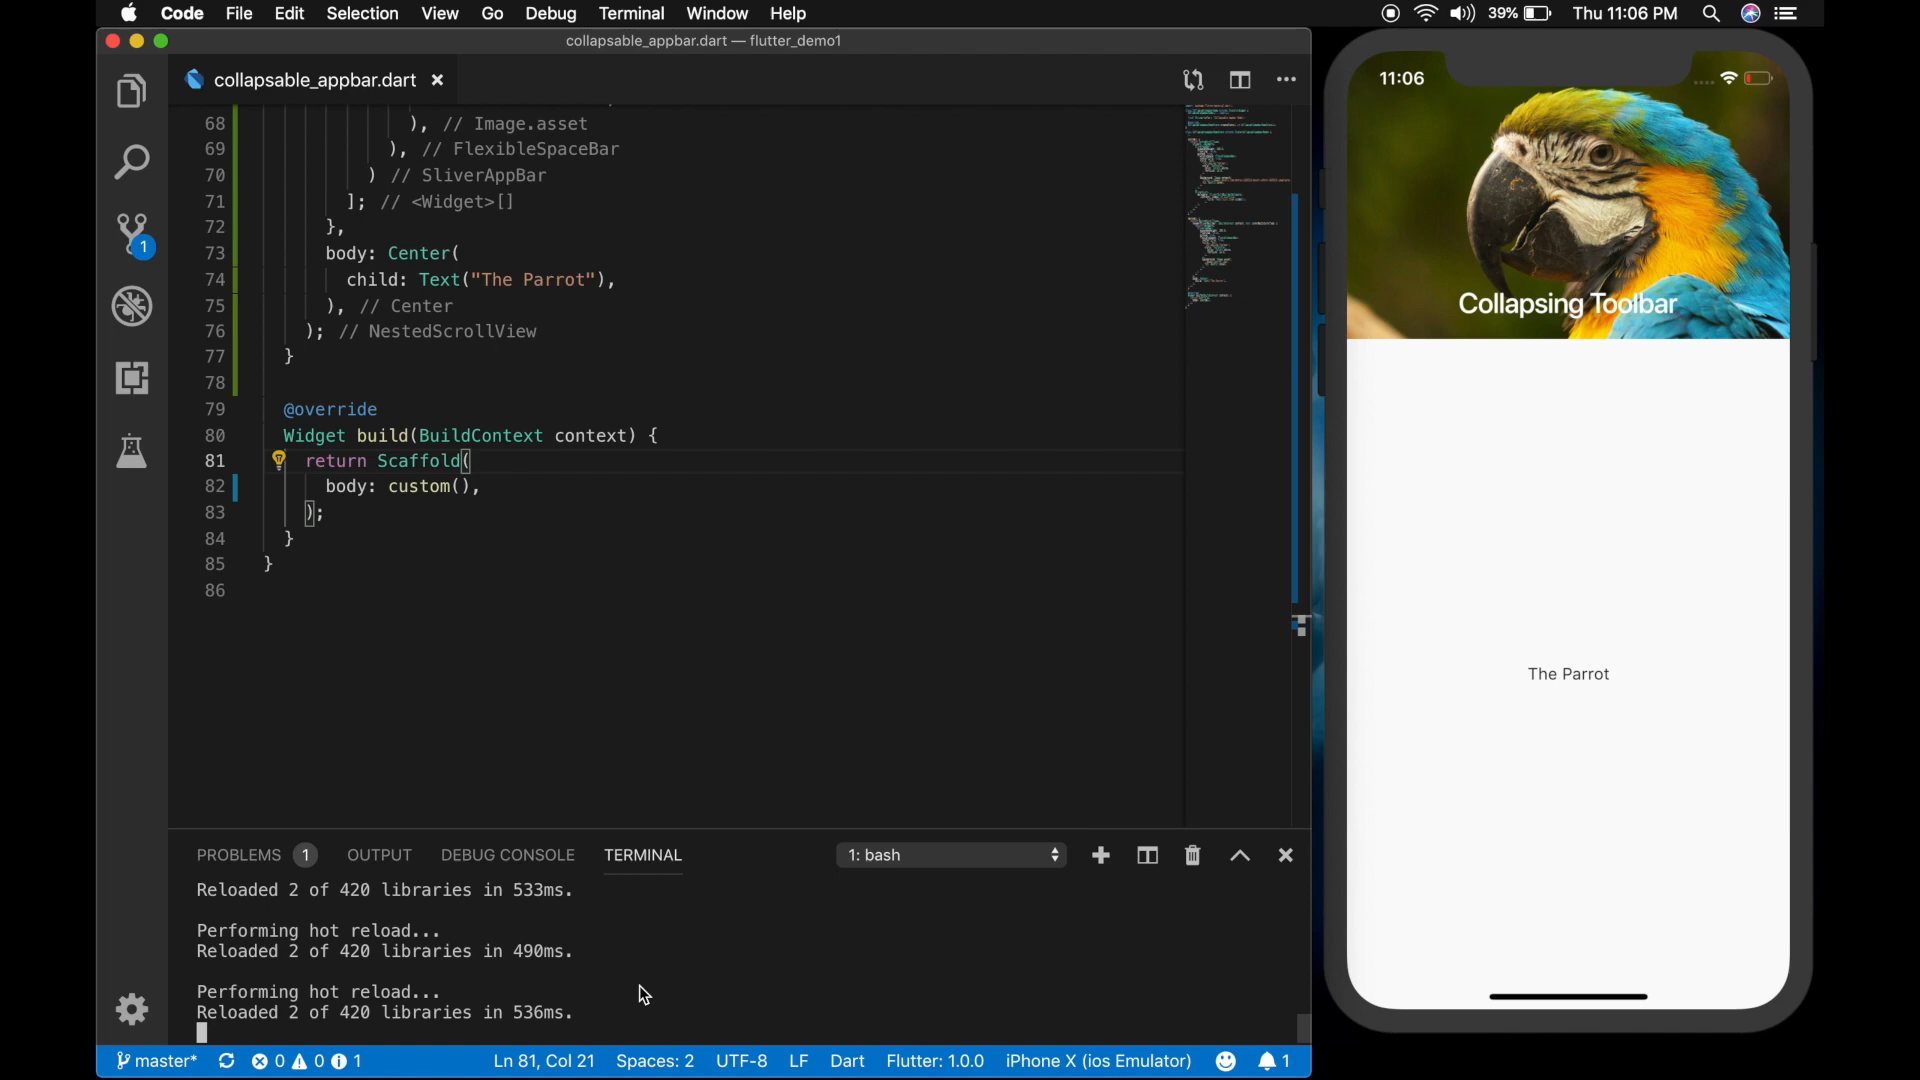 Code File Edit Selection View Go Debug Terminal Window Help 39% Thu 11:06 PM
collapsable_appbar.dart — flutter_demo1
collapsable_appbar.dart
68 ), // Image.asset
69 ), // FlexibleSpaceBar
70 ) // SliverAppBar
71 ]; // <Widget>[]
72 },
73 body: Center(
74 child: Text("The Parrot"),
75 ), // Center
76 ); // NestedScrollView
77 }
78
79 @override
80 Widget build(BuildContext context) {
81 return Scaffold(
82 body: custom(),
83 );
84 }
85 }
86
1
PROBLEMS 1 OUTPUT DEBUG CONSOLE TERMINAL 1: bash
Reloaded 2 of 420 libraries in 533ms.
Performing hot reload...
Reloaded 2 of 420 libraries in 490ms.
Performing hot reload...
Reloaded 2 of 420 libraries in 536ms.
master* 0 0 1 Ln 81, Col 21 Spaces: 2 UTF-8 LF Dart Flutter: 1.0.0 iPhone X (ios Emulator) 1
11:06
Collapsing Toolbar
The Parrot